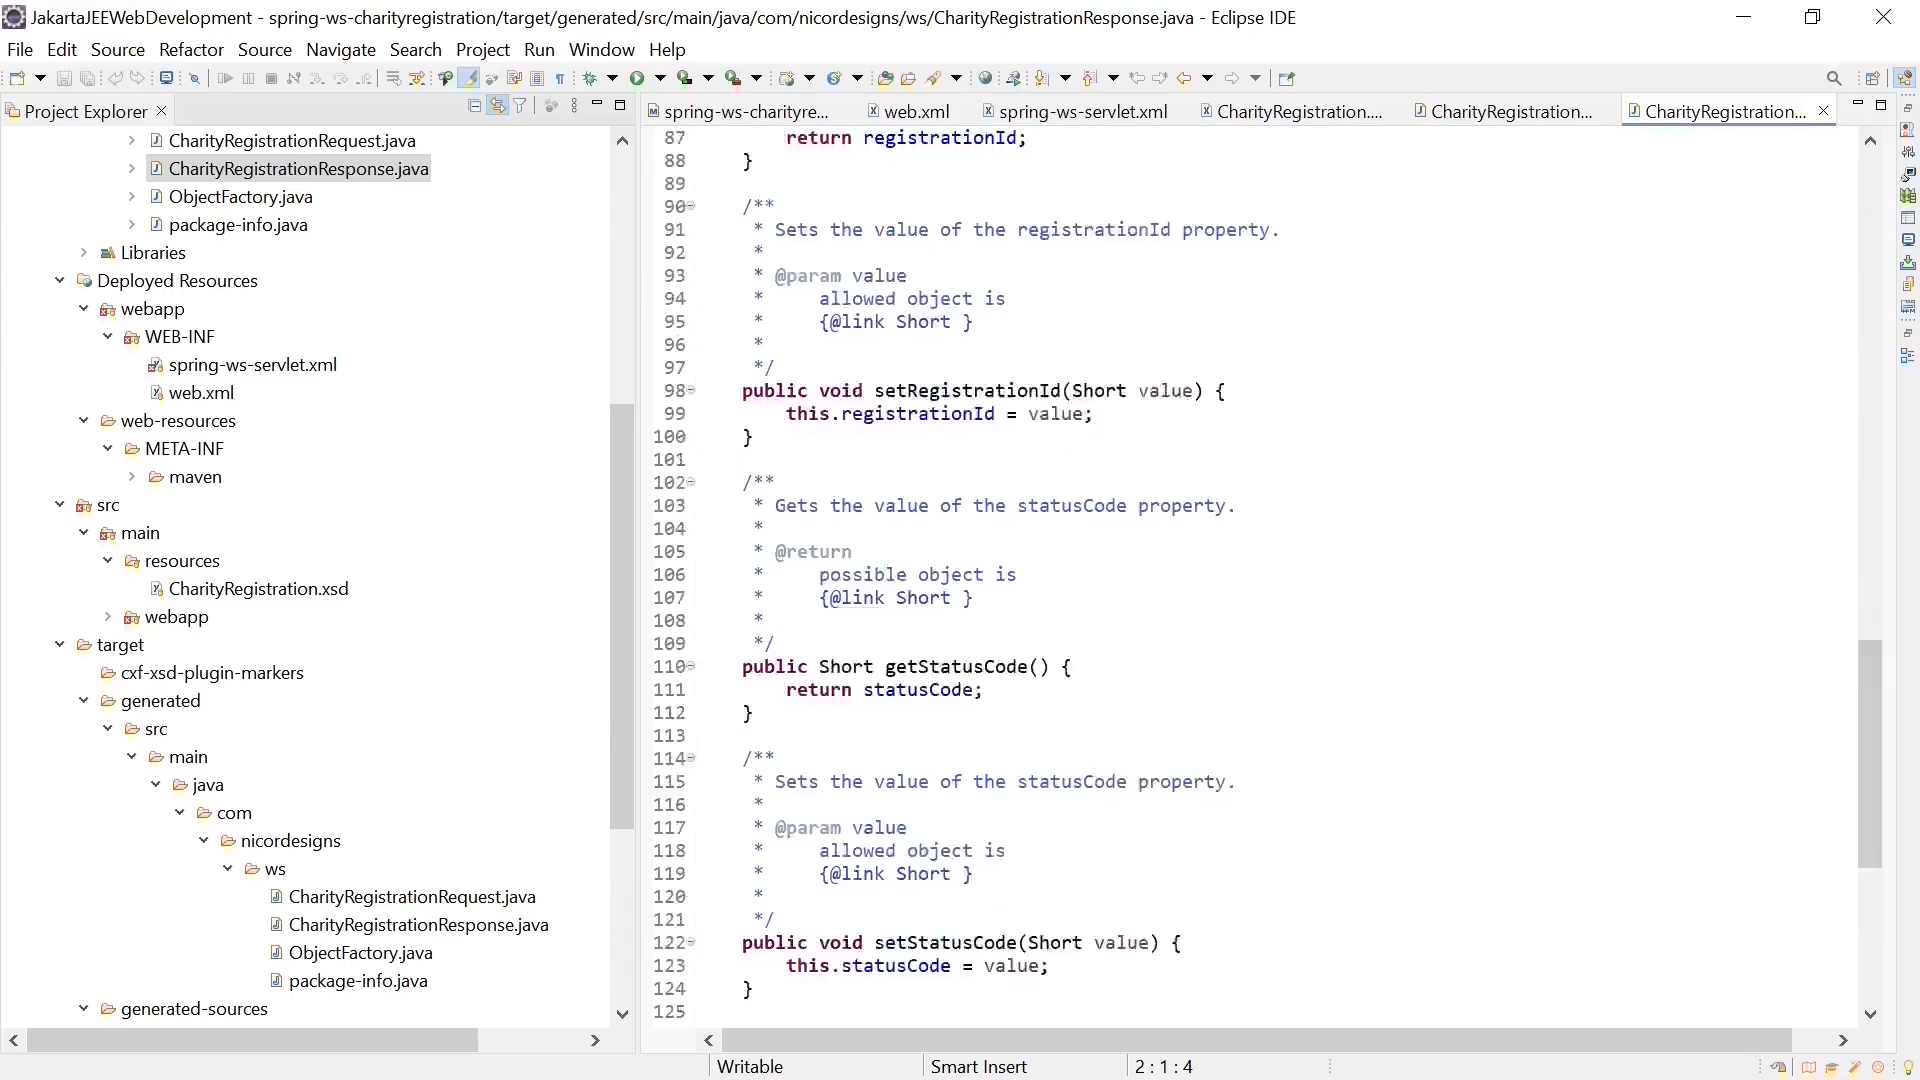 JakartaJEEWebDevelopment - spring-ws-charityregistration/target/generated/src/main/java/com/nicordesigns/ws/CharityRegistrationResponse.java - Eclipse IDE
File Edit Source Refactor Source Navigate Search Project Run Window Help
Project Explorer
spring-ws-charityre... web.xml spring-ws-servlet.xml CharityRegistration.... CharityRegistration... CharityRegistration...
CharityRegistrationRequest.java
CharityRegistrationResponse.java
ObjectFactory.java
package-info.java
Libraries
Deployed Resources
webapp
WEB-INF
spring-ws-servlet.xml
web.xml
web-resources
META-INF
maven
src
main
resources
CharityRegistration.xsd
webapp
target
cxf-xsd-plugin-markers
generated
src
main
java
com
nicordesigns
ws
CharityRegistrationRequest.java
CharityRegistrationResponse.java
ObjectFactory.java
package-info.java
generated-sources
87 return registrationId;
88 }
89
90 /**
91 * Sets the value of the registrationId property.
92 *
93 * @param value
94 * allowed object is
95 * {@link Short }
96 *
97 */
98 public void setRegistrationId(Short value) {
99 this.registrationId = value;
100 }
101
102 /**
103 * Gets the value of the statusCode property.
104 *
105 * @return
106 * possible object is
107 * {@link Short }
108 *
109 */
110 public Short getStatusCode() {
111 return statusCode;
112 }
113
114 /**
115 * Sets the value of the statusCode property.
116 *
117 * @param value
118 * allowed object is
119 * {@link Short }
120 *
121 */
122 public void setStatusCode(Short value) {
123 this.statusCode = value;
124 }
125
Writable Smart Insert 2 : 1 : 4